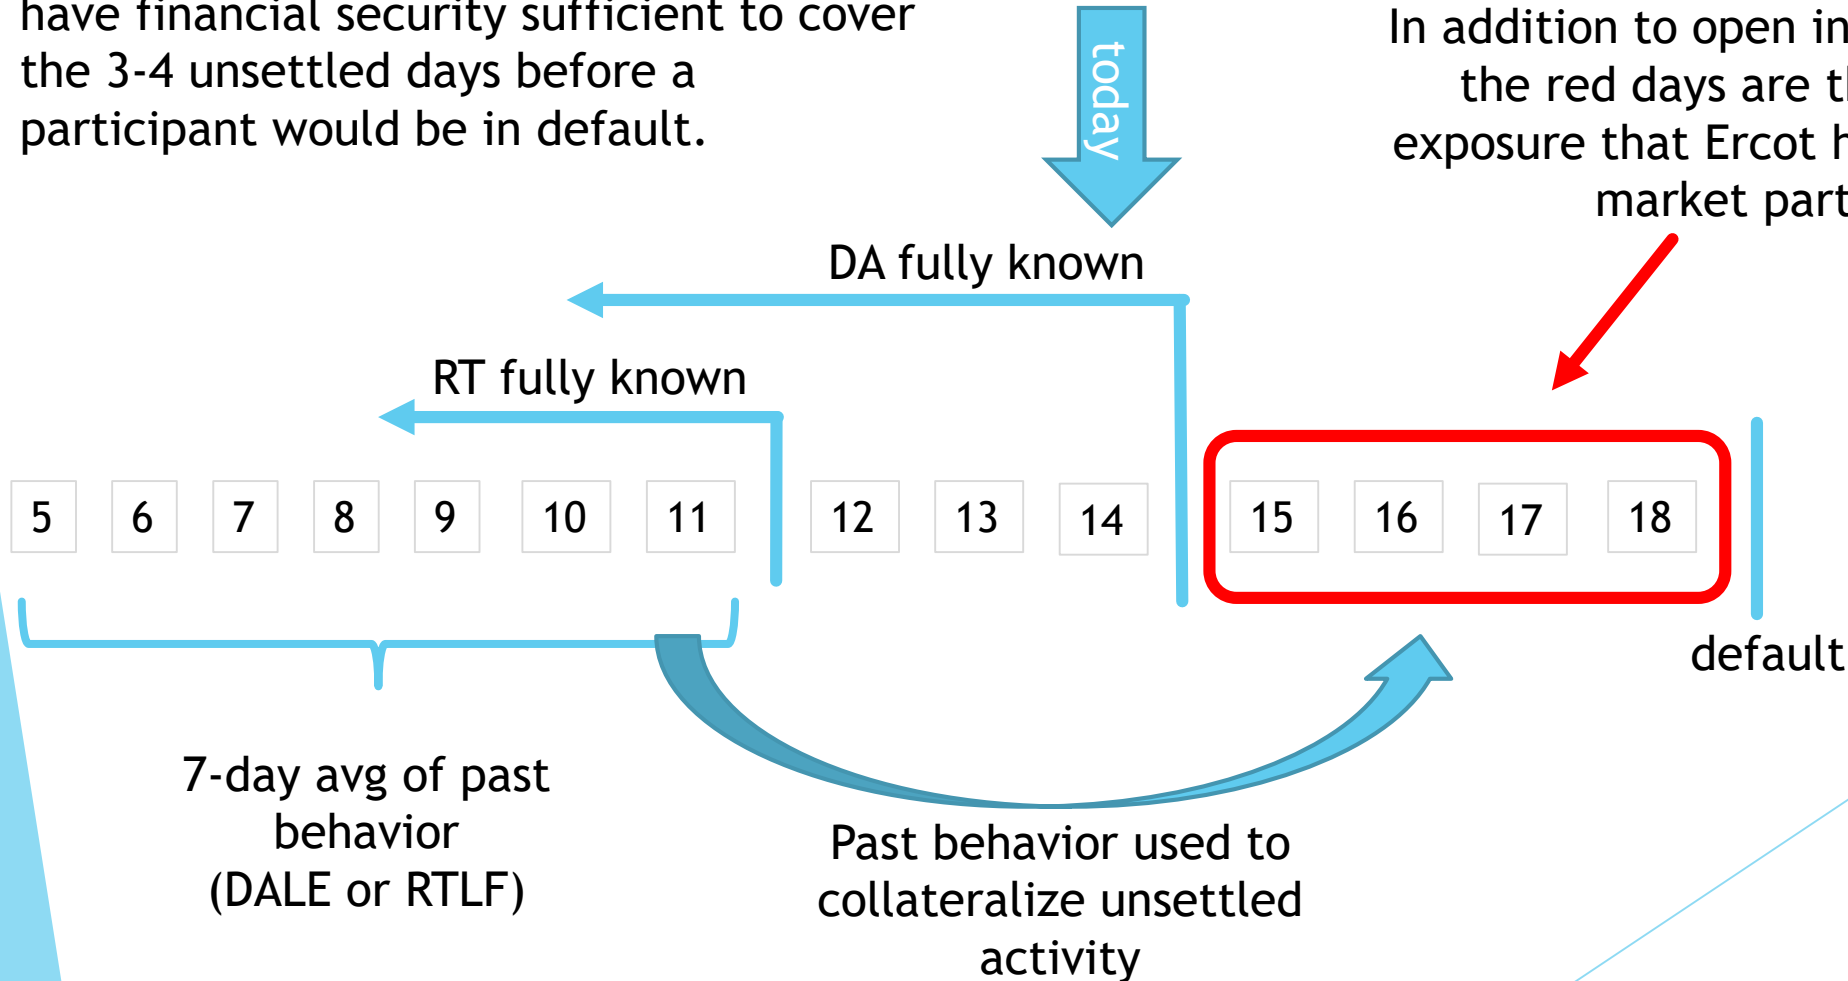 have financial security sufficient to cover
the 3-4 unsettled days before a
participant would be in default.
today
In addition to open in
the red days are
exposure that Ercot
market part
DA fully known
RT fully known
5 6 7 8 9 10 11 12 13 14 15 16 17 18
default
7-day avg of past
behavior
(DALE or RTLF)
Past behavior used to
collateralize unsettled
activity